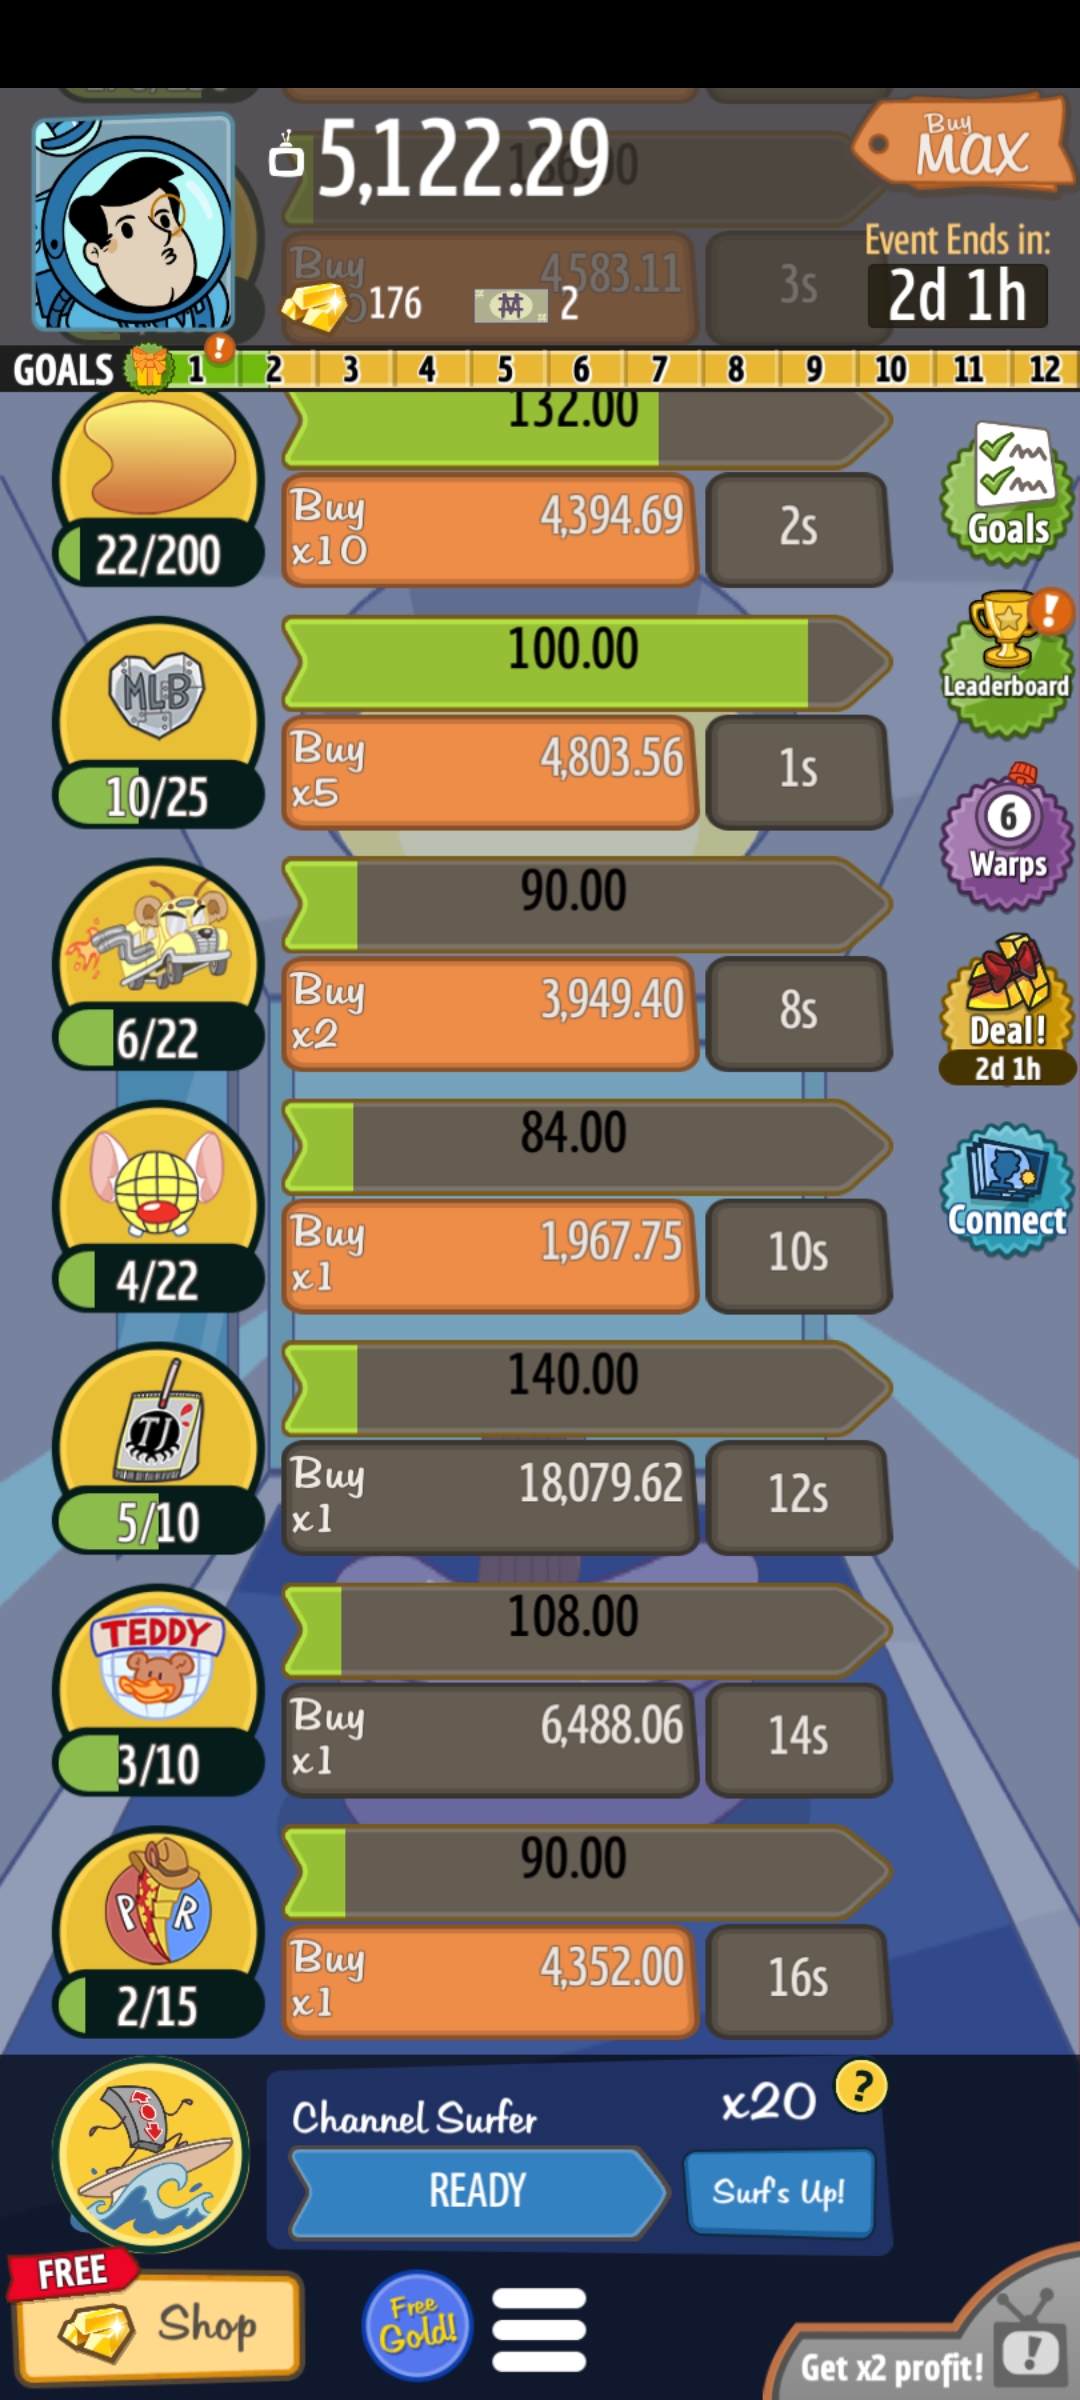 5,122.29
Buy
MAX
186.00
Event Ends in:
2d 1h
Buy
4,583.11
3s
176
2
GOALS 1 ! 2 3 4 5 6 7 8 9 10 11 12
132.00
Buy
x10
4,394.69
2s
22/200
Goals
100.00
MLB
Buy
x5
4,803.56
1s
10/25
!
Leaderboard
90.00
6
Warps
Buy
x2
3,949.40
8s
6/22
Deal!
2d 1h
84.00
Buy
x1
1,967.75
10s
4/22
Connect
140.00
TJ
Buy
x1
18,079.62
12s
5/10
108.00
TEDDY
Buy
x1
6,488.06
14s
3/10
90.00
P R
Buy
x1
4,352.00
16s
2/15
Channel Surfer
x20
?
READY
Surf's Up!
FREE
Shop
Free
Gold!
Get x2 profit!
!